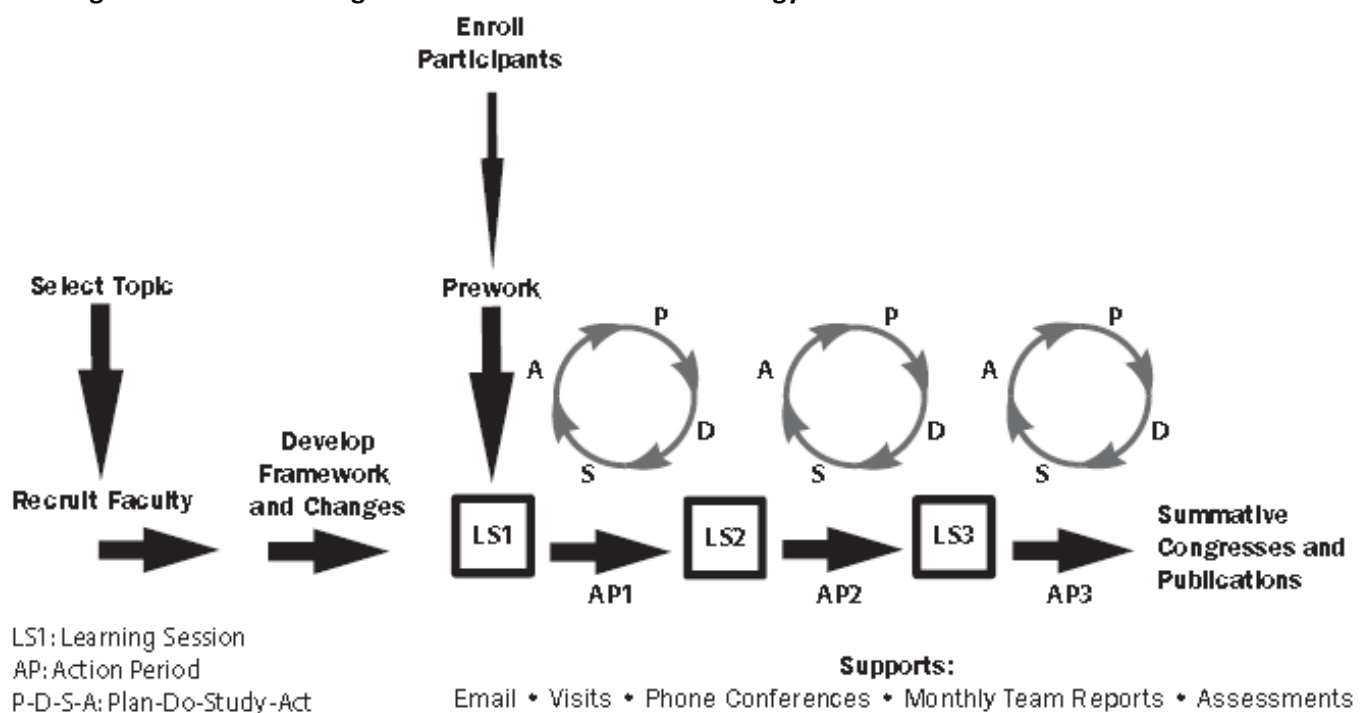 Enroll
Participants
Select Topic
Prework
P
A
D
S
P
A
D
S
P
A
D
S
Develop
Framework
and Changes
Recruit Faculty
LS1
LS2
LS3
AP1
AP2
AP3
Summative
Congresses and
Publications
LS1: Learning Session
AP: Action Period
P-D-S-A: Plan-Do-Study-Act
Supports:
Email • Visits • Phone Conferences • Monthly Team Reports • Assessments